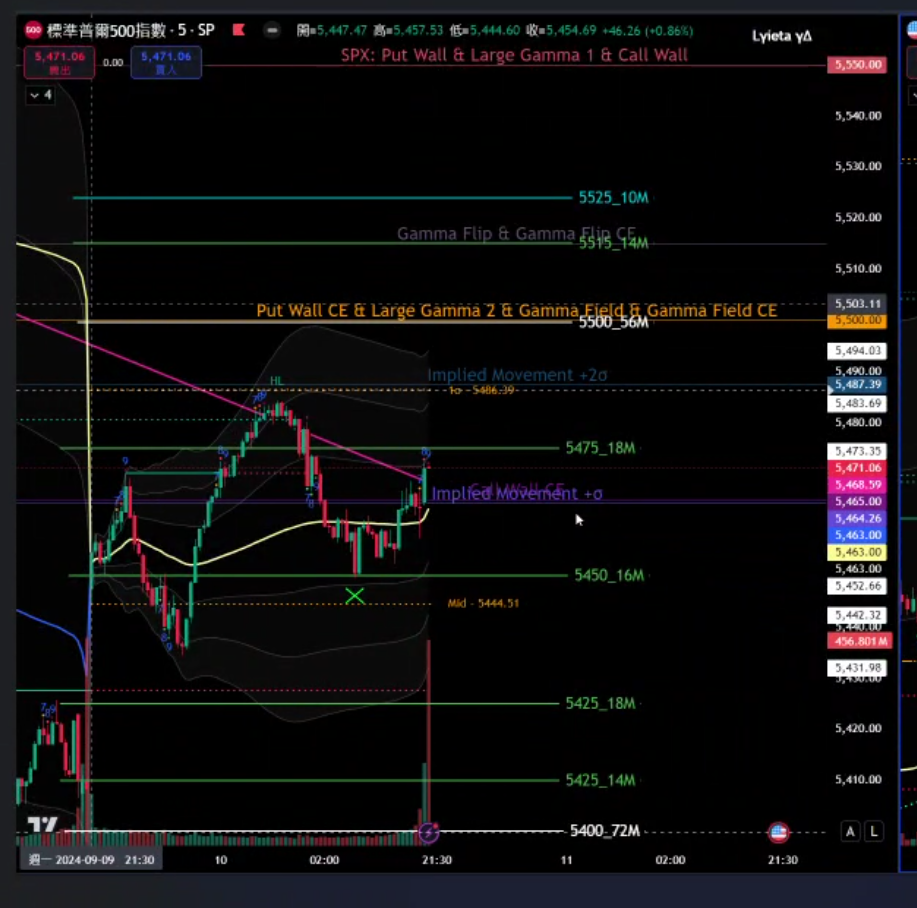 500 標準普爾500指數 · 5 · SP
開=5,447.47 高=5,457.53 低=5,444.60 收=5,454.69 +46.26 (+0.86%)
Lyieta γΔ
SPX: Put Wall & Large Gamma 1 & Call Wall
5,471.06
賣出
0.00
5,471.06
買入
4
5,550.00
5,540.00
5,530.00
5525_10M
5,520.00
Gamma Flip & Gamma Flip CE
5515_14M
5,510.00
5,503.11
Put Wall CE & Large Gamma 2 & Gamma Field & Gamma Field CE
5500_56M
5,500.00
5,494.03
5,490.00
Implied Movement +2σ
HL
1σ - 5486.39
5,487.39
5,483.69
5,480.00
5475_18M
5,473.35
5,471.06
5,468.59
Call Wall CE
Implied Movement +σ
5,465.00
5,464.26
5,463.00
5,463.00
5,463.00
5450_16M
5,452.66
Mid - 5444.51
5,442.32
5,440.00
456.801M
5,431.98
5,430.00
5425_18M
5,420.00
5425_14M
5,410.00
5400_72M
A L
週一 2024-09-09 21:30
10
02:00
21:30
11
02:00
21:30